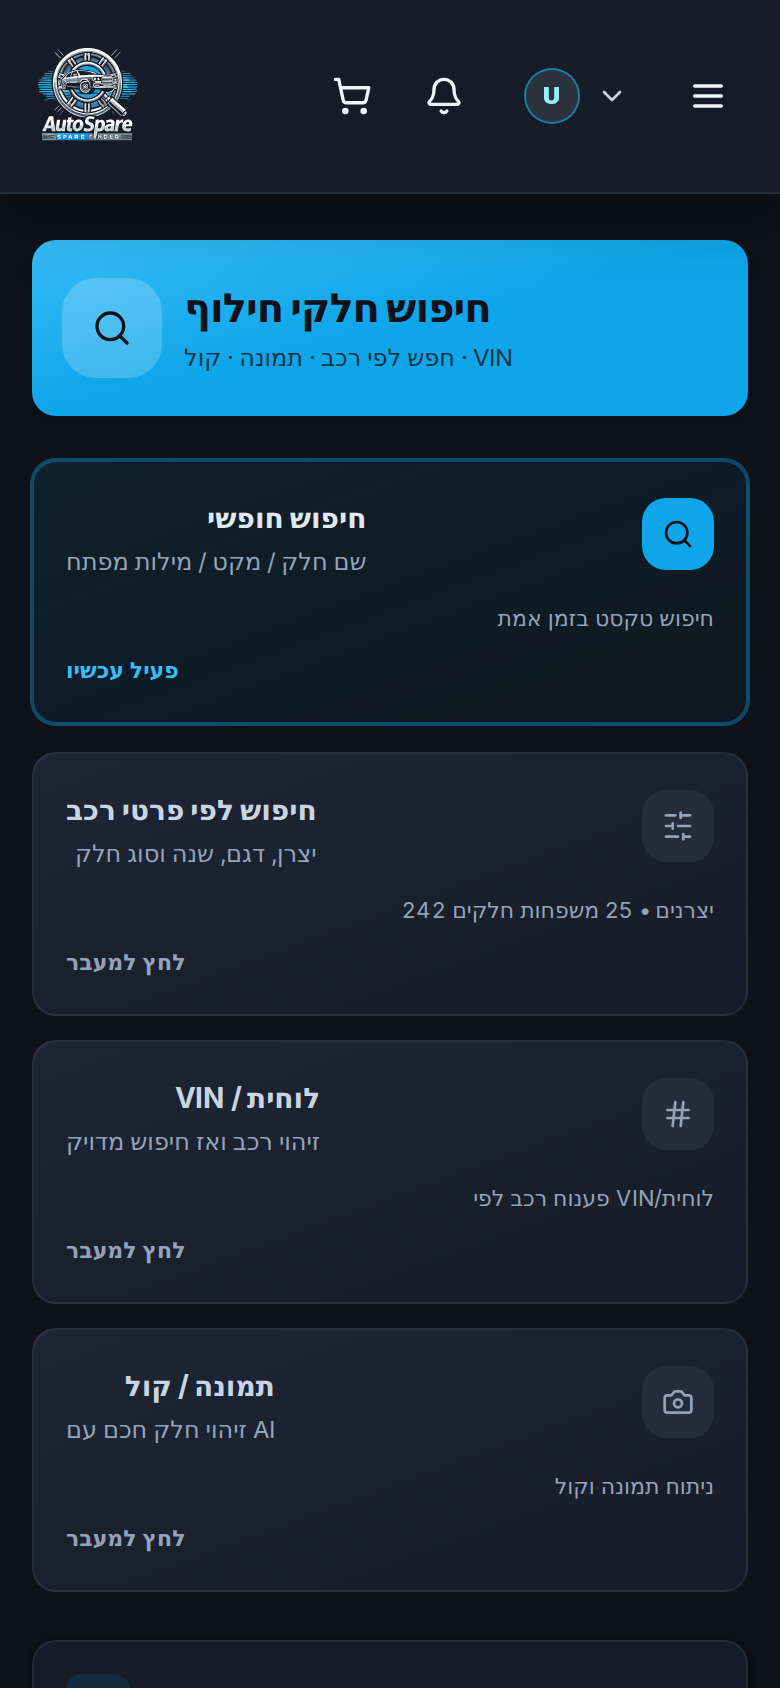 AutoSpare
SPARE FINDER
U
חיפוש חלקי חילוף
VIN · חפש לפי רכב · תמונה · קול
חיפוש חופשי
שם חלק / מקט / מילות מפתח
חיפוש טקסט בזמן אמת
פעיל עכשיו
חיפוש לפי פרטי רכב
יצרן, דגם, שנה וסוג חלק
יצרנים • 25 משפחות חלקים 242
לחץ למעבר
לוחית / VIN
זיהוי רכב ואז חיפוש מדויק
לוחית/VIN פענוח רכב לפי
לחץ למעבר
תמונה / קול
AI זיהוי חלק חכם עם
ניתוח תמונה וקול
לחץ למעבר